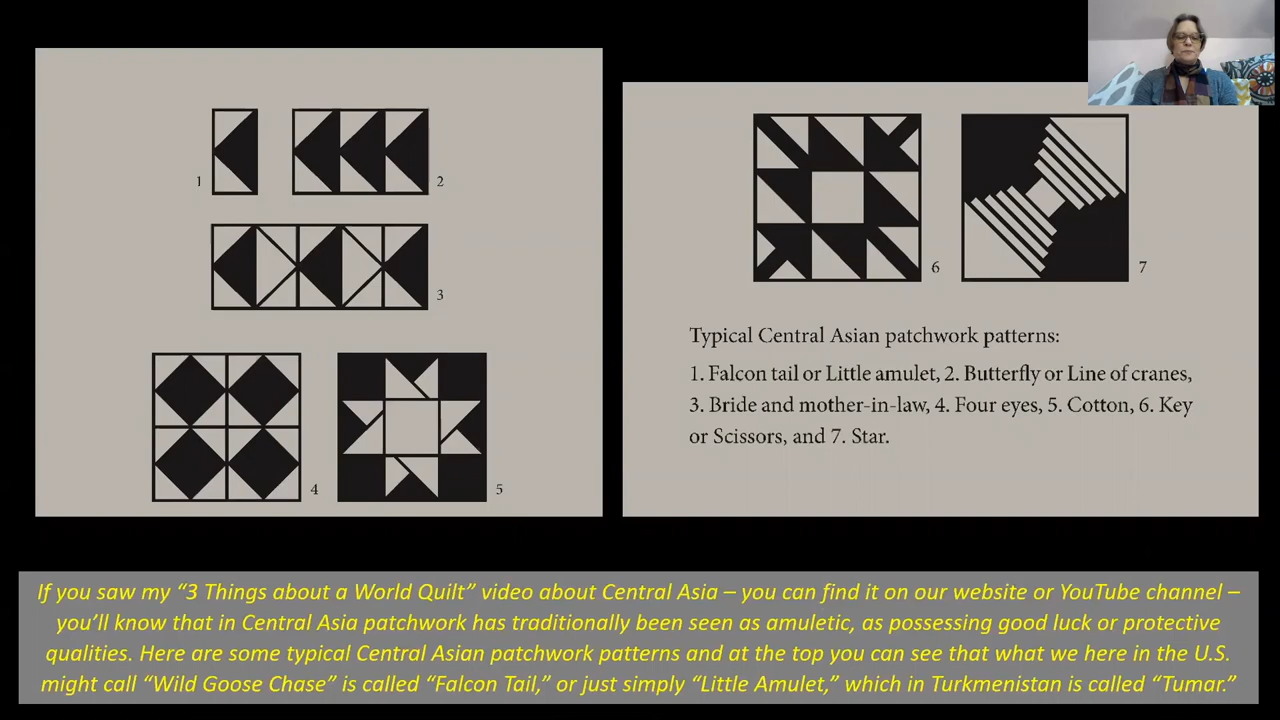 1
2
3
4
5
6
7
Typical Central Asian patchwork patterns:
1. Falcon tail or Little amulet, 2. Butterfly or Line of cranes,
3. Bride and mother-in-law, 4. Four eyes, 5. Cotton, 6. Key
or Scissors, and 7. Star.
If you saw my “3 Things about a World Quilt” video about Central Asia – you can find it on our website or YouTube channel –
you’ll know that in Central Asia patchwork has traditionally been seen as amuletic, as possessing good luck or protective
qualities. Here are some typical Central Asian patchwork patterns and at the top you can see that what we here in the U.S.
might call “Wild Goose Chase” is called “Falcon Tail,” or just simply “Little Amulet,” which in Turkmenistan is called “Tumar.”